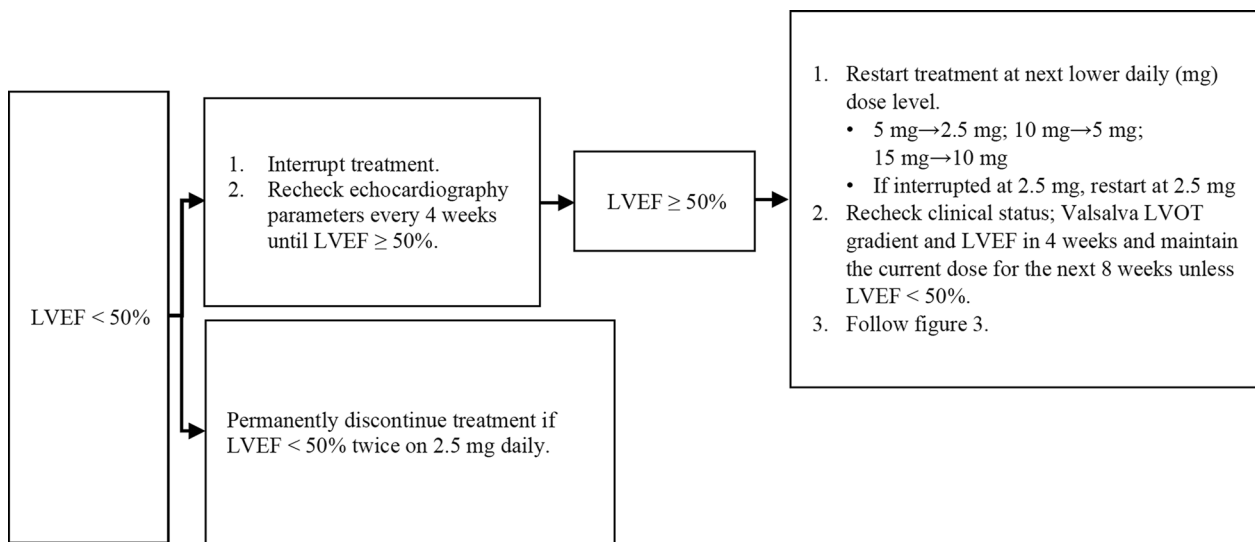 LVEF < 50%
1. Interrupt treatment.
2. Recheck echocardiography
parameters every 4 weeks
until LVEF ≥ 50%.
Permanently discontinue treatment if
LVEF < 50% twice on 2.5 mg daily.
LVEF ≥ 50%
1. Restart treatment at next lower daily (mg)
dose level.
• 5 mg→2.5 mg; 10 mg→5 mg;
15 mg→10 mg
• If interrupted at 2.5 mg, restart at 2.5 mg
2. Recheck clinical status; Valsalva LVOT
gradient and LVEF in 4 weeks and maintain
the current dose for the next 8 weeks unless
LVEF < 50%.
3. Follow figure 3.